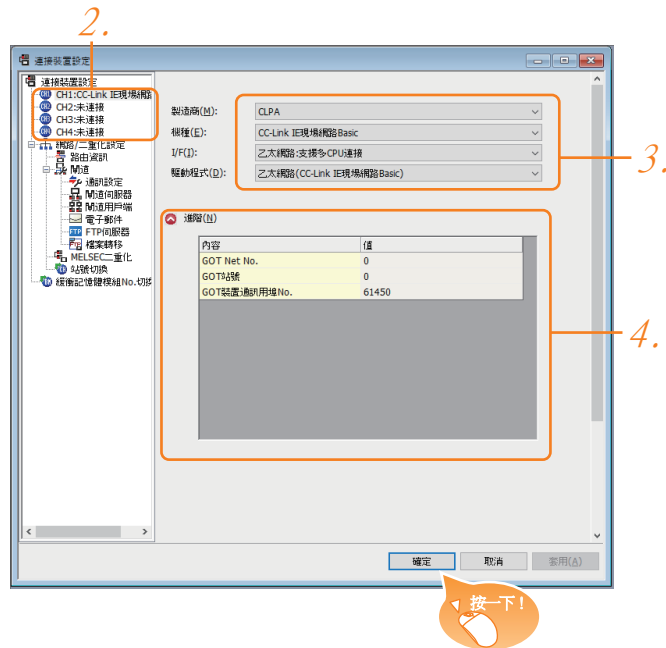 2.
連接裝置設定
連接裝置設定
CH1:CC-Link IE現場網路
CH2:未連接
CH3:未連接
CH4:未連接
網路/二重化設定
路由資訊
閘道
通訊設定
閘道伺服器
閘道用戶端
電子郵件
FTP伺服器
檔案轉移
MELSEC二重化
站號切換
緩衝記憶體模組No.切換
製造商(M):
CLPA
機種(E):
CC-Link IE現場網路Basic
I/F(I):
乙太網路:支援多CPU連接
驅動程式(D):
乙太網路(CC-Link IE現場網路Basic)
3.
進階(N)
內容 值
GOT Net No. 0
GOT站號 0
GOT裝置通訊用埠No. 61450
4.
確定
取消
套用(A)
按一下!